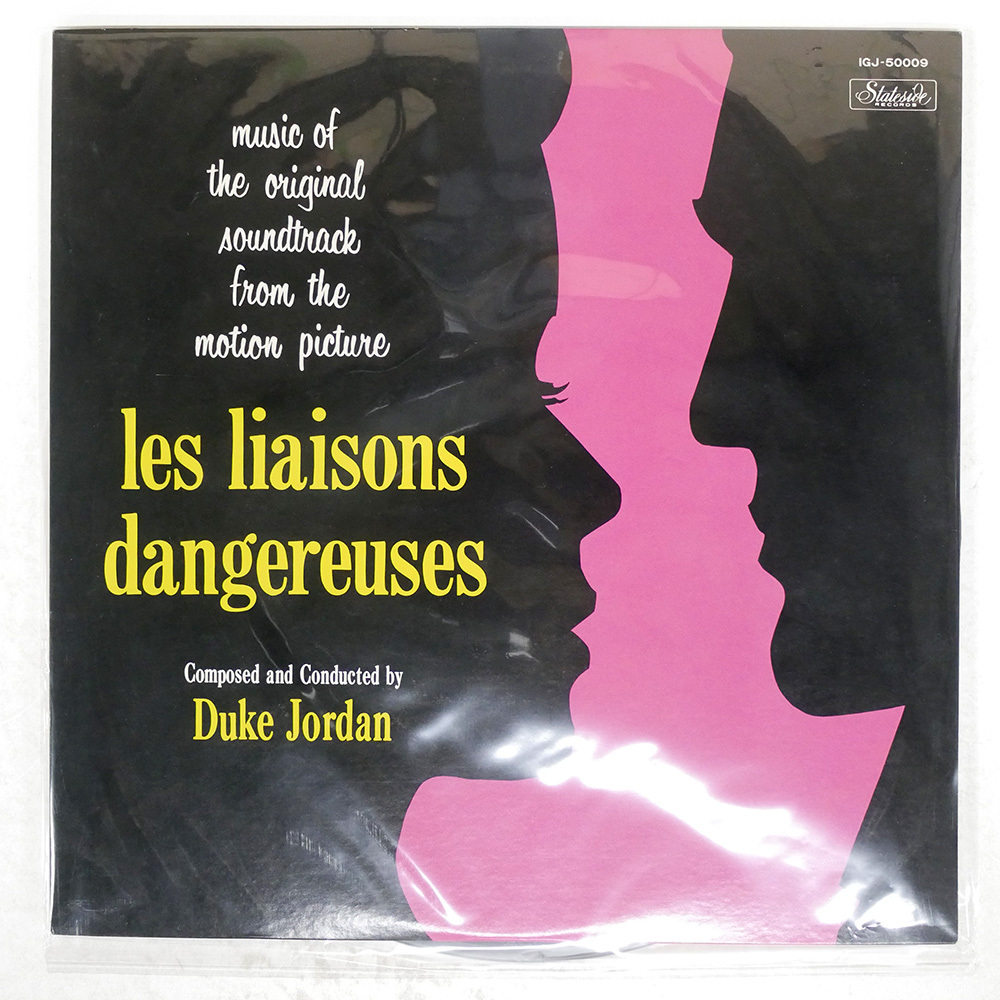 IGJ-50009
Stateside
RECORDS
music of
the original
soundtrack
from the
motion picture
les liaisons
dangereuses
Composed and Conducted by
Duke Jordan